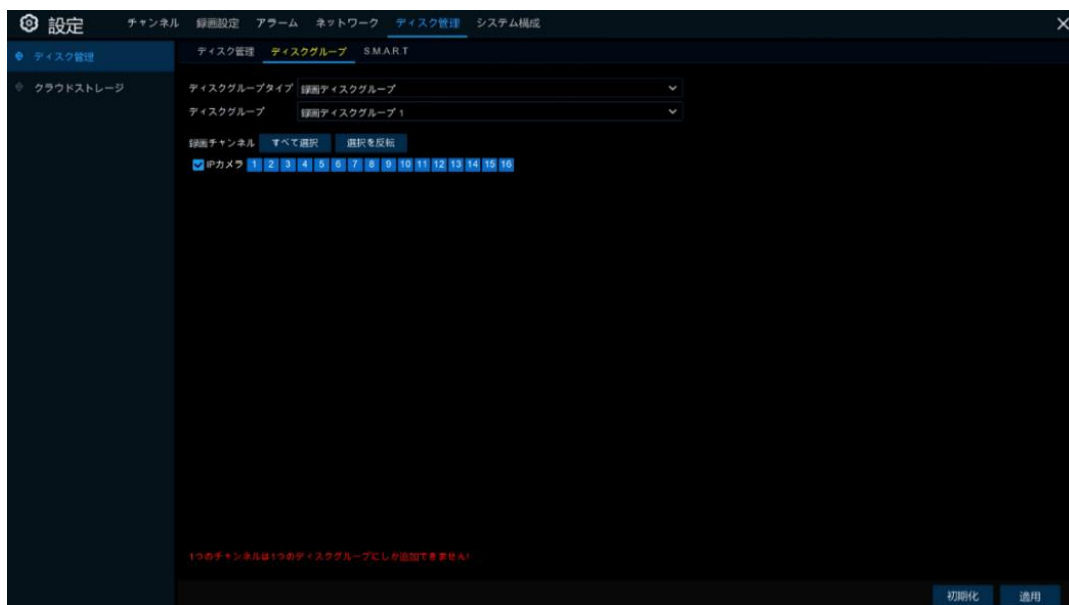 設定 チャンネル 録画設定 アラーム ネットワーク ディスク管理 システム構成
ディスク管理 ディスクグループ S.M.A.R.T
ディスク管理
クラウドストレージ
ディスクグループタイプ 録画ディスクグループ
ディスクグループ 録画ディスクグループ 1
録画チャンネル すべて選択 選択を反転
IPカメラ 1 2 3 4 5 6 7 8 9 10 11 12 13 14 15 16
1つのチャンネルは1つのディスクグループにしか追加できません!
初期化 適用